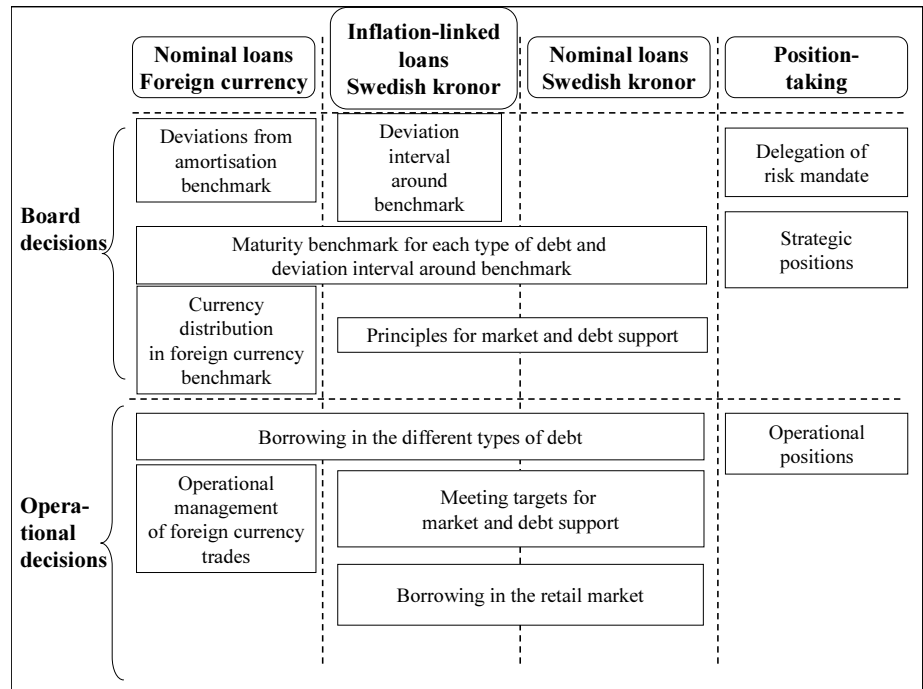 Nominal loans
Foreign currency
Inflation-linked
loans
Swedish kronor
Nominal loans
Swedish kronor
Position-
taking
Board
decisions
Deviations from
amortisation
benchmark
Deviation
interval
around
benchmark
Delegation of
risk mandate
Maturity benchmark for each type of debt and
deviation interval around benchmark
Strategic
positions
Currency
distribution
in foreign currency
benchmark
Principles for market and debt support
Opera-
tional
decisions
Borrowing in the different types of debt
Operational
positions
Operational
management
of foreign currency
trades
Meeting targets for
market and debt support
Borrowing in the retail market